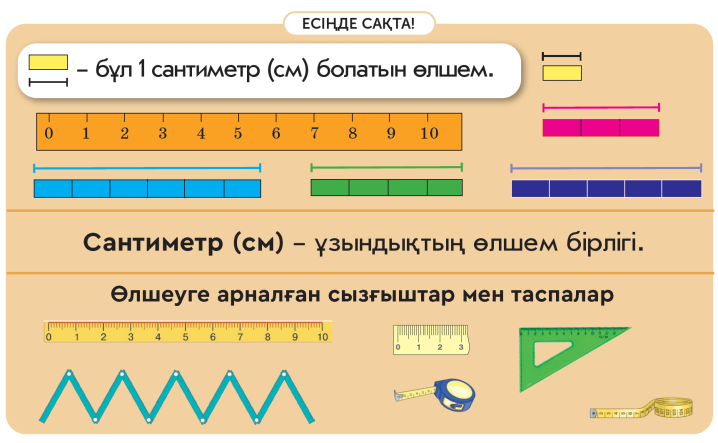 ЕСІҢДЕ САҚТА!
– бұл 1 сантиметр (см) болатын өлшем.
0 1 2 3 4 5 6 7 8 9 10
Сантиметр (см) – ұзындықтың өлшем бірлігі.
Өлшеуге арналған сызғыштар мен таспалар
0 1 2 3 4 5 6 7 8 9 10
0 1 2 3